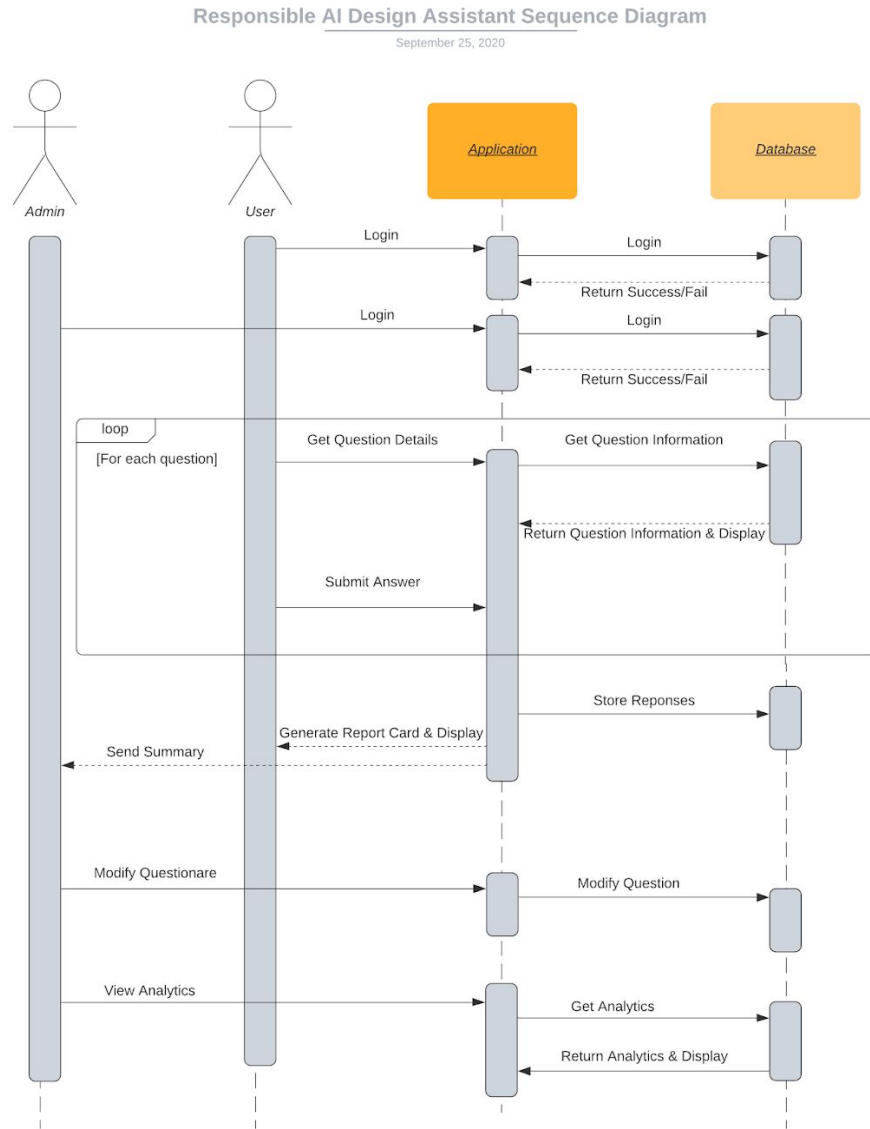 Responsible AI Design Assistant Sequence Diagram
September 25, 2020
Application
Database
Admin
User
Login
Login
Return Success/Fail
Login
Login
Return Success/Fail
loop
[For each question]
Get Question Details
Get Question Information
Return Question Information & Display
Submit Answer
Store Reponses
Generate Report Card & Display
Send Summary
Modify Questionare
Modify Question
View Analytics
Get Analytics
Return Analytics & Display